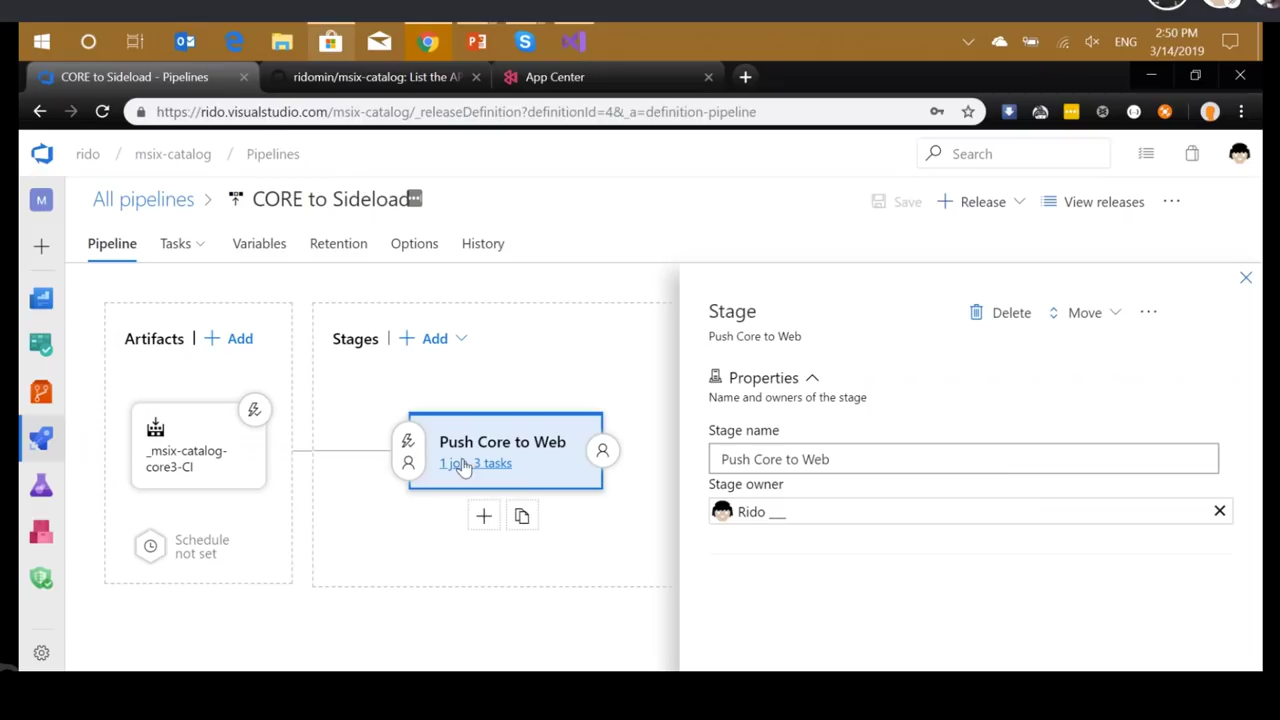 2:50 PM
ENG
3/14/2019
CORE to Sideload - Pipelines
ridomin/msix-catalog: List the AP
App Center
https://rido.visualstudio.com/msix-catalog/_releaseDefinition?definitionId=4&_a=definition-pipeline
rido / msix-catalog / Pipelines
Search
M
All pipelines > CORE to Sideload
Save
Release
View releases
Pipeline
Tasks
Variables
Retention
Options
History
Artifacts | + Add
Stages | + Add
_msix-catalog-
core3-CI
Schedule
not set
Push Core to Web
1 job, 3 tasks
Stage
Push Core to Web
Delete
Move
Properties
Name and owners of the stage
Stage name
Push Core to Web
Stage owner
Rido ___